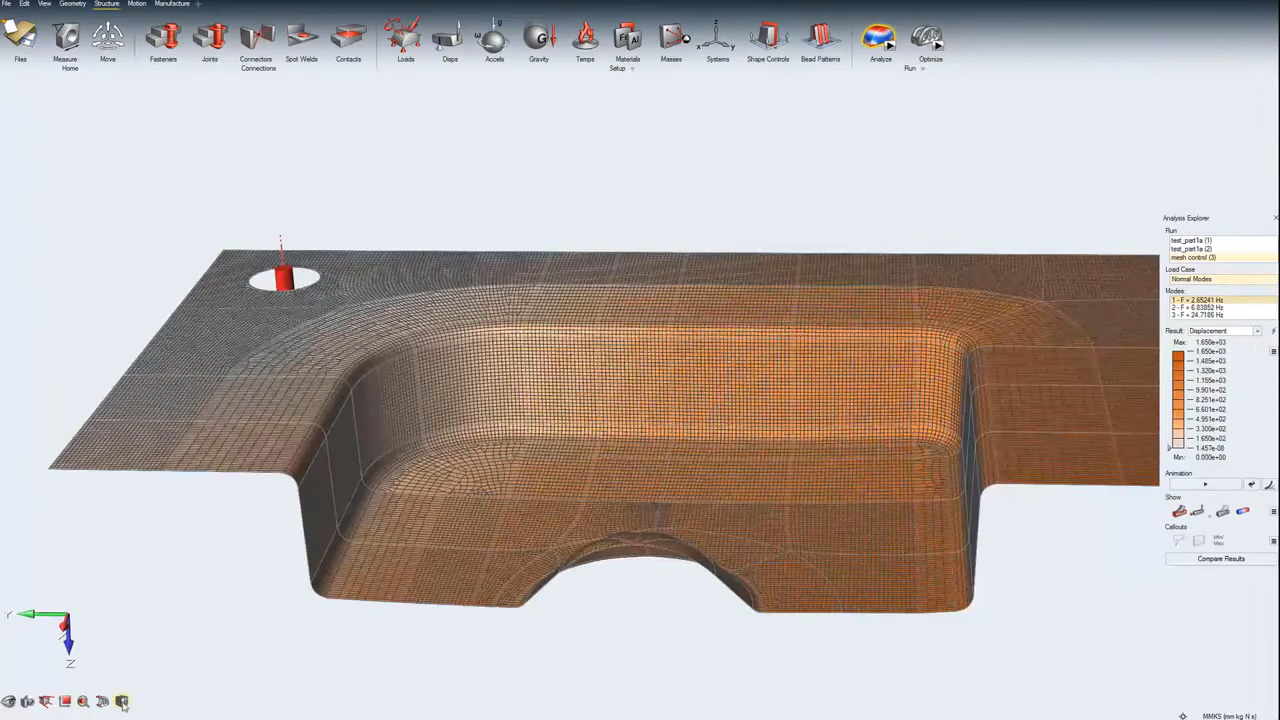 File Edit View Geometry Structure Motion Manufacture +
Files Measure Move Fasteners Joints Connectors Spot Welds Contacts Loads Disps Accels Gravity Temps Materials Masses Systems Shape Controls Bead Patterns Analyze Optimize
Home Connections Setup Run
Analysis Explorer
Run
test_part1a (1)
test_part1a (2)
mesh control (3)
Load Case
Normal Modes
Modes:
1 - F = 2.65241 Hz
2 - F = 6.83852 Hz
3 - F = 24.7186 Hz
Result: Displacement
Max: 1.650e+03
1.650e+03
1.485e+03
1.320e+03
1.155e+03
9.901e+02
8.251e+02
6.601e+02
4.951e+02
3.300e+02
1.650e+02
1.457e-08
Min: 0.000e+00
Animation
Show
Callouts
Min/
Max
Compare Results
Y
X
Z
MMKS (mm kg N s)